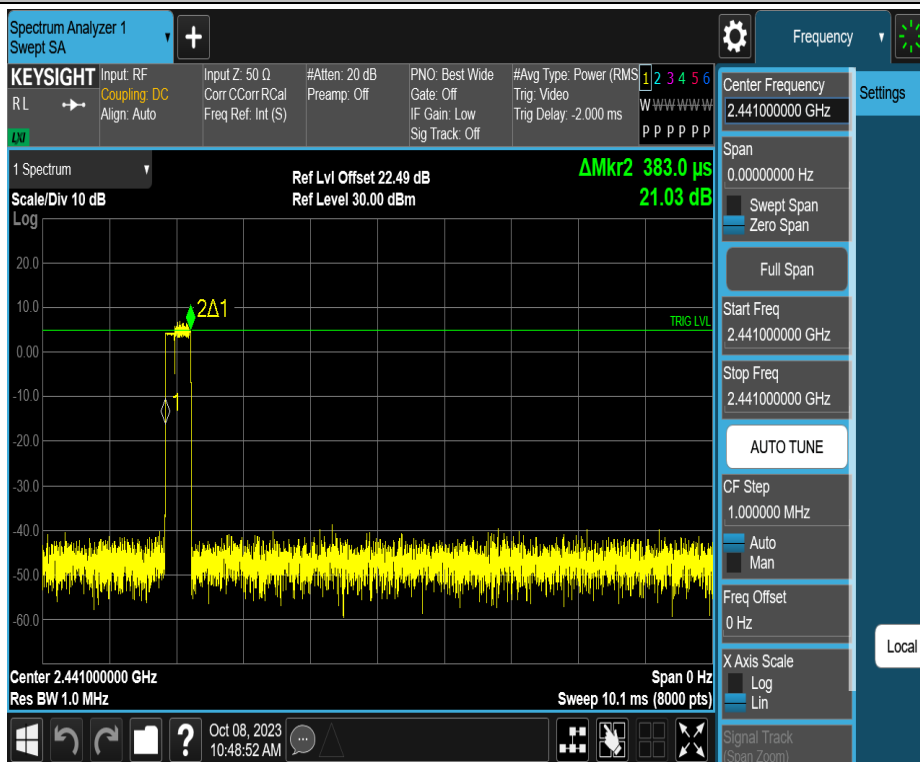 Spectrum Analyzer 1
Swept SA
+
Frequency
KEYSIGHT
RL
LXI
Input: RF
Coupling: DC
Align: Auto
Input Z: 50 Ω
Corr CCorr RCal
Freq Ref: Int (S)
#Atten: 20 dB
Preamp: Off
PNO: Best Wide
Gate: Off
IF Gain: Low
Sig Track: Off
#Avg Type: Power (RMS
Trig: Video
Trig Delay: -2.000 ms
1 2 3 4 5 6
W W W W W W
P P P P P P
Center Frequency
2.441000000 GHz
Settings
Span
0.00000000 Hz
Swept Span
Zero Span
Full Span
Start Freq
2.441000000 GHz
Stop Freq
2.441000000 GHz
AUTO TUNE
CF Step
1.000000 MHz
Auto
Man
Freq Offset
0 Hz
X Axis Scale
Log
Lin
Signal Track
(Span Zoom)
Local
1 Spectrum
Scale/Div 10 dB
Log
Ref Lvl Offset 22.49 dB
Ref Level 30.00 dBm
ΔMkr2 383.0 µs
21.03 dB
20.0
10.0
0.00
-10.0
-20.0
-30.0
-40.0
-50.0
-60.0
2Δ1
1
TRIG LVL
Center 2.441000000 GHz
Res BW 1.0 MHz
Span 0 Hz
Sweep 10.1 ms (8000 pts)
?
Oct 08, 2023
10:48:52 AM